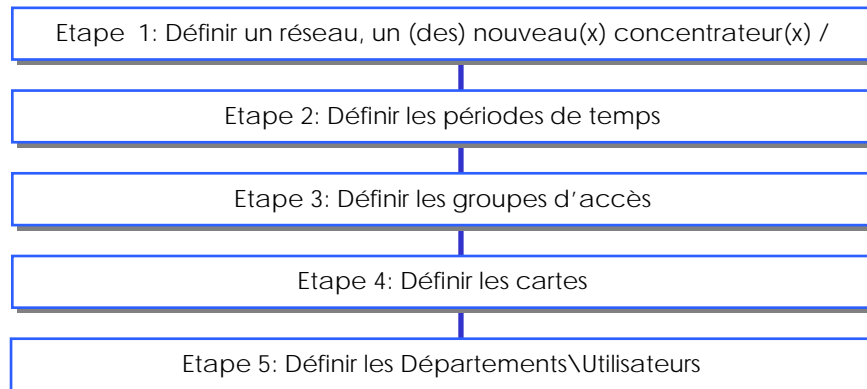 Etape 1: Définir un réseau, un (des) nouveau(x) concentrateur(x) /
Etape 2: Définir les périodes de temps
Etape 3: Définir les groupes d'accès
Etape 4: Définir les cartes
Etape 5: Définir les Départements\Utilisateurs